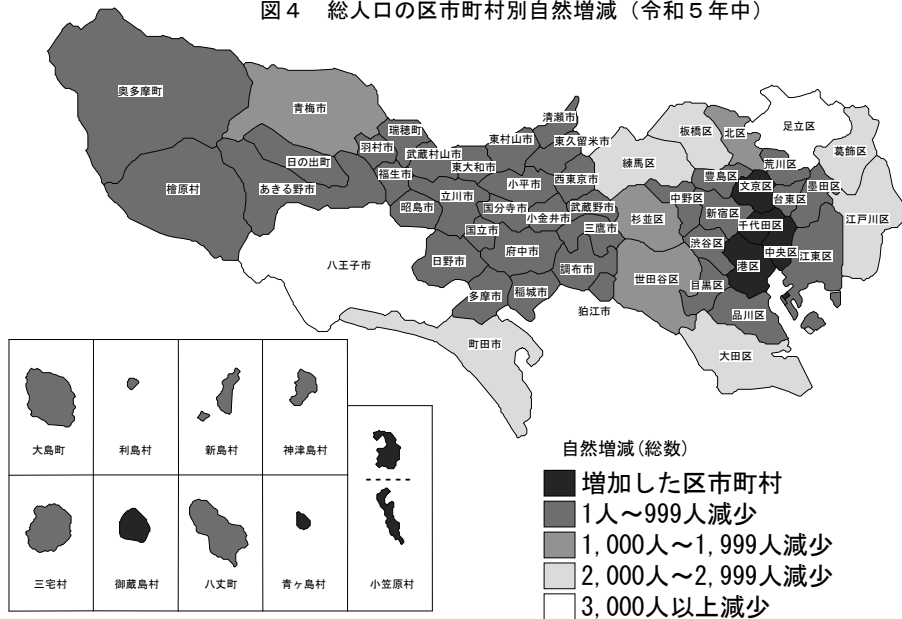 図４　総人口の区市町村別自然増減（令和５年中）
奥多摩町
青梅市
瑞穂町
羽村市
日の出町
福生市
武蔵村山市
東大和市
東村山市
清瀬市
東久留米市
檜原村
あきる野市
昭島市
立川市
小平市
西東京市
国分寺市
小金井市
武蔵野市
三鷹市
国立市
府中市
調布市
八王子市
日野市
多摩市
稲城市
狛江市
町田市
練馬区
板橋区
北区
足立区
葛飾区
荒川区
豊島区
文京区
台東区
墨田区
中野区
杉並区
新宿区
千代田区
江戸川区
渋谷区
中央区
江東区
港区
世田谷区
目黒区
品川区
大田区
大島町
利島村
新島村
神津島村
三宅村
御蔵島村
八丈町
青ヶ島村
小笠原村
自然増減(総数)
増加した区市町村
1人～999人減少
1,000人～1,999人減少
2,000人～2,999人減少
3,000人以上減少